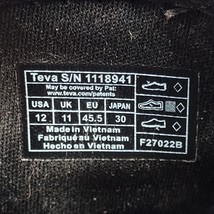 Teva S/N 1118941
May be covered by Pat:
www.teva.com/patents
USA UK EU JAPAN
12 11 45.5 30
Made in Vietnam
Fabriqué au Viêtnam
Hecho en Vietnam
F27022B